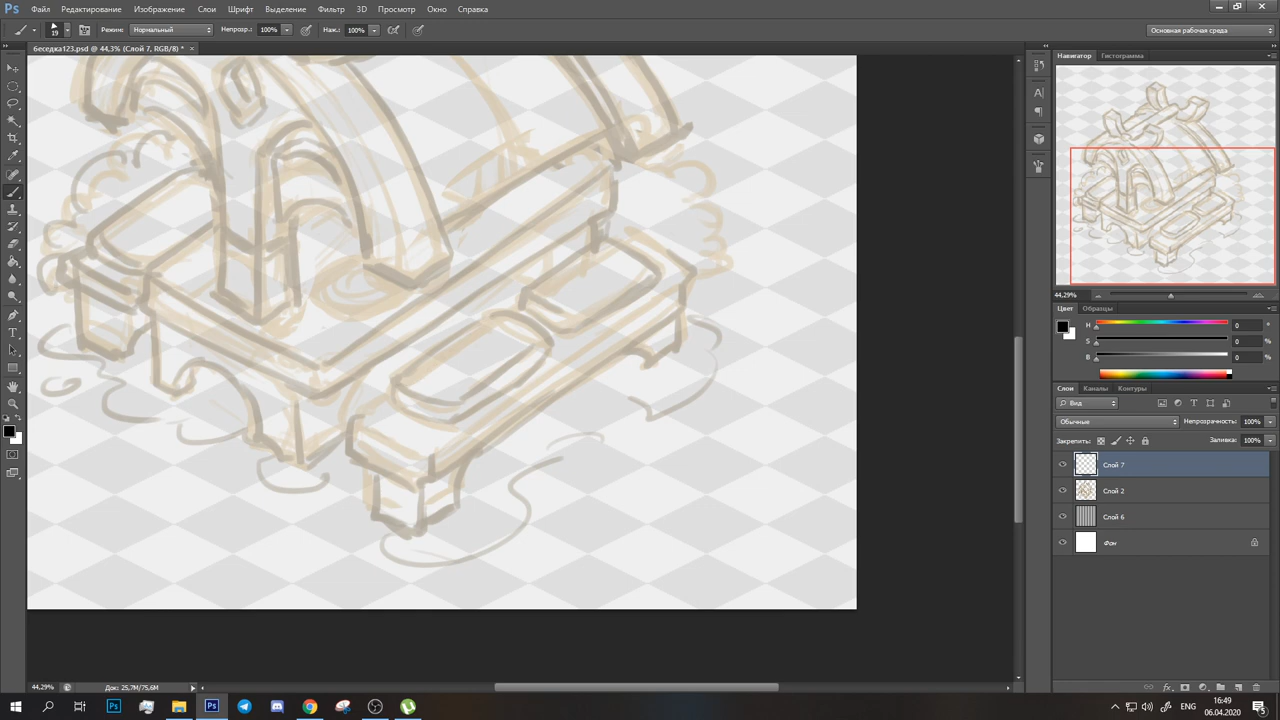 Ps Файл Редактирование Изображение Слои Шрифт Выделение Фильтр 3D Просмотр Окно Справка
19 Режим: Нормальный Непрозр.: 100% Наж.: 100% Основная рабочая среда
беседка123.psd @ 44,3% (Слой 7, RGB/8) * ×
Навигатор Гистограмма
44,29%
Цвет Образцы
H 0
S 0 %
B 0 %
Слои Каналы Контуры
Вид
Обычные Непрозрачность: 100%
Закрепить: Заливка: 100%
Слой 7
Слой 2
Слой 6
Фон
44,29% Док: 25,7M/75,6M
ENG 16:49
06.04.2020 5